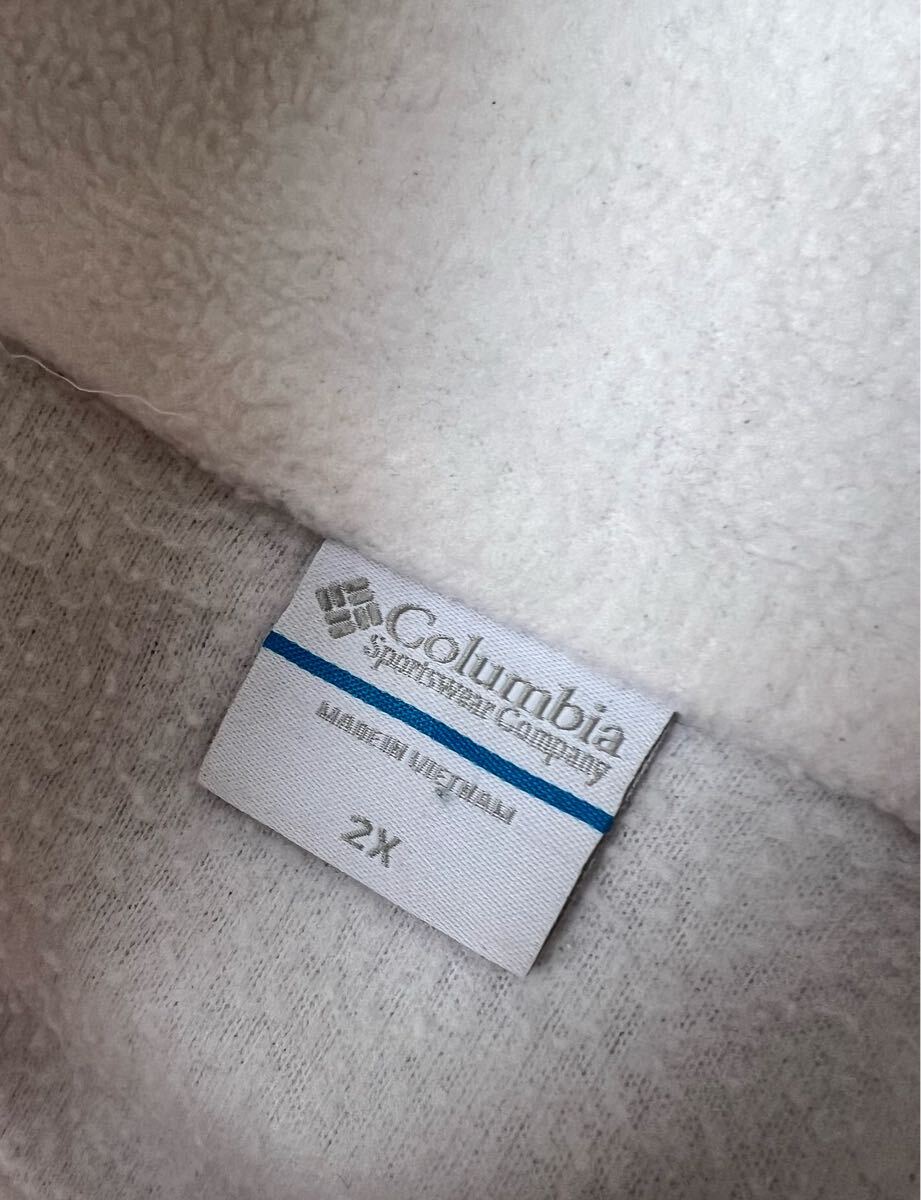 Columbia
Sportswear Company
MADE IN VIETNAM
2X